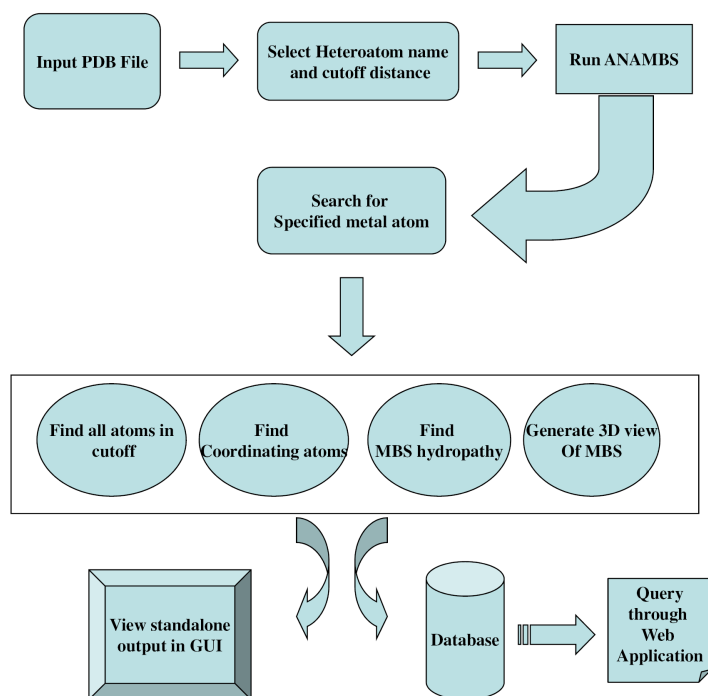 Input PDB File
Select Heteroatom name
and cutoff distance
Run ANAMBS
Search for
Specified metal atom
Find all atoms in
cutoff
Find
Coordinating atoms
Find
MBS hydropathy
Generate 3D view
Of MBS
View standalone
output in GUI
Database
Query
through
Web
Application